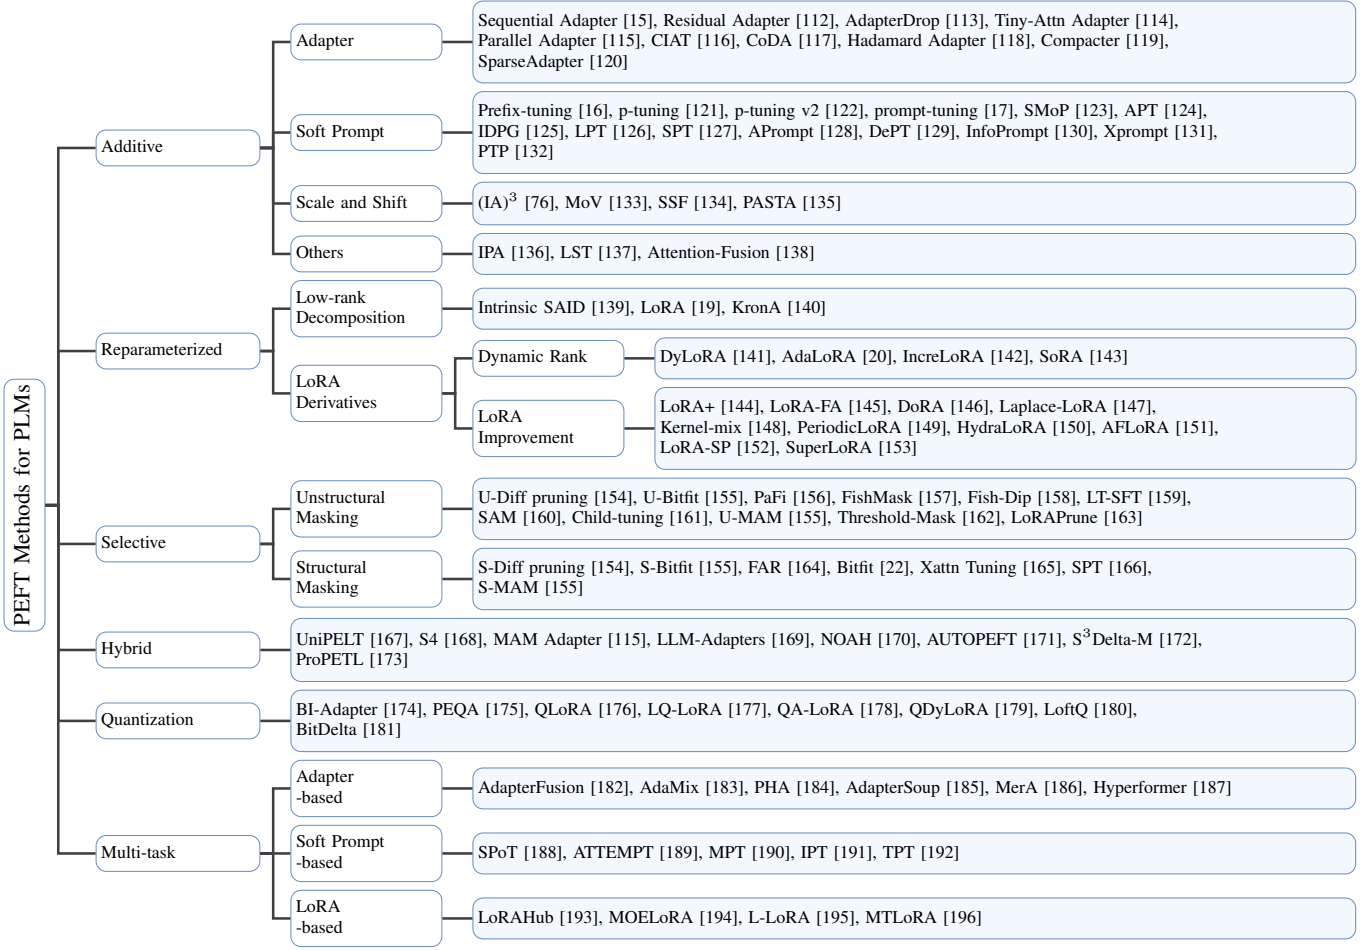 PEFT Methods for PLMs
Additive
Adapter
Sequential Adapter [15], Residual Adapter [112], AdapterDrop [113], Tiny-Attn Adapter [114],
Parallel Adapter [115], CIAT [116], CoDA [117], Hadamard Adapter [118], Compacter [119],
SparseAdapter [120]
Soft Prompt
Prefix-tuning [16], p-tuning [121], p-tuning v2 [122], prompt-tuning [17], SMoP [123], APT [124],
IDPG [125], LPT [126], SPT [127], APrompt [128], DePT [129], InfoPrompt [130], Xprompt [131],
PTP [132]
Scale and Shift
(IA)³ [76], MoV [133], SSF [134], PASTA [135]
Others
IPA [136], LST [137], Attention-Fusion [138]
Reparameterized
Low-rank
Decomposition
Intrinsic SAID [139], LoRA [19], KronA [140]
LoRA
Derivatives
Dynamic Rank
DyLoRA [141], AdaLoRA [20], IncreLoRA [142], SoRA [143]
LoRA
Improvement
LoRA+ [144], LoRA-FA [145], DoRA [146], Laplace-LoRA [147],
Kernel-mix [148], PeriodicLoRA [149], HydraLoRA [150], AFLoRA [151],
LoRA-SP [152], SuperLoRA [153]
Selective
Unstructural
Masking
U-Diff pruning [154], U-Bitfit [155], PaFi [156], FishMask [157], Fish-Dip [158], LT-SFT [159],
SAM [160], Child-tuning [161], U-MAM [155], Threshold-Mask [162], LoRAPrune [163]
Structural
Masking
S-Diff pruning [154], S-Bitfit [155], FAR [164], Bitfit [22], Xattn Tuning [165], SPT [166],
S-MAM [155]
Hybrid
UniPELT [167], S4 [168], MAM Adapter [115], LLM-Adapters [169], NOAH [170], AUTOPEFT [171], S³Delta-M [172],
ProPETL [173]
Quantization
BI-Adapter [174], PEQA [175], QLoRA [176], LQ-LoRA [177], QA-LoRA [178], QDyLoRA [179], LoftQ [180],
BitDelta [181]
Multi-task
Adapter
-based
AdapterFusion [182], AdaMix [183], PHA [184], AdapterSoup [185], MerA [186], Hyperformer [187]
Soft Prompt
-based
SPoT [188], ATTEMPT [189], MPT [190], IPT [191], TPT [192]
LoRA
-based
LoRAHub [193], MOELoRA [194], L-LoRA [195], MTLoRA [196]